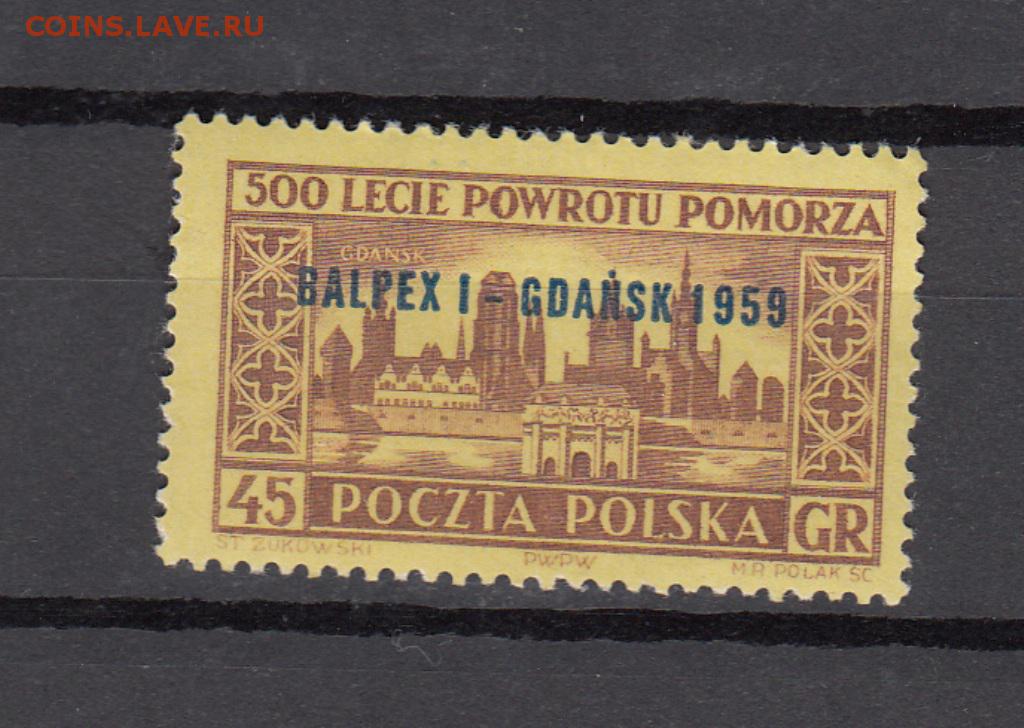 COINS.LAVE.RU
500 LECIE POWROTU POMORZA
GDAŃSK
BALPEX I - GDAŃSK 1959
45 POCZTA POLSKA GR
ST. ŻUKOWSKI PWPW M.R. POLAK SC